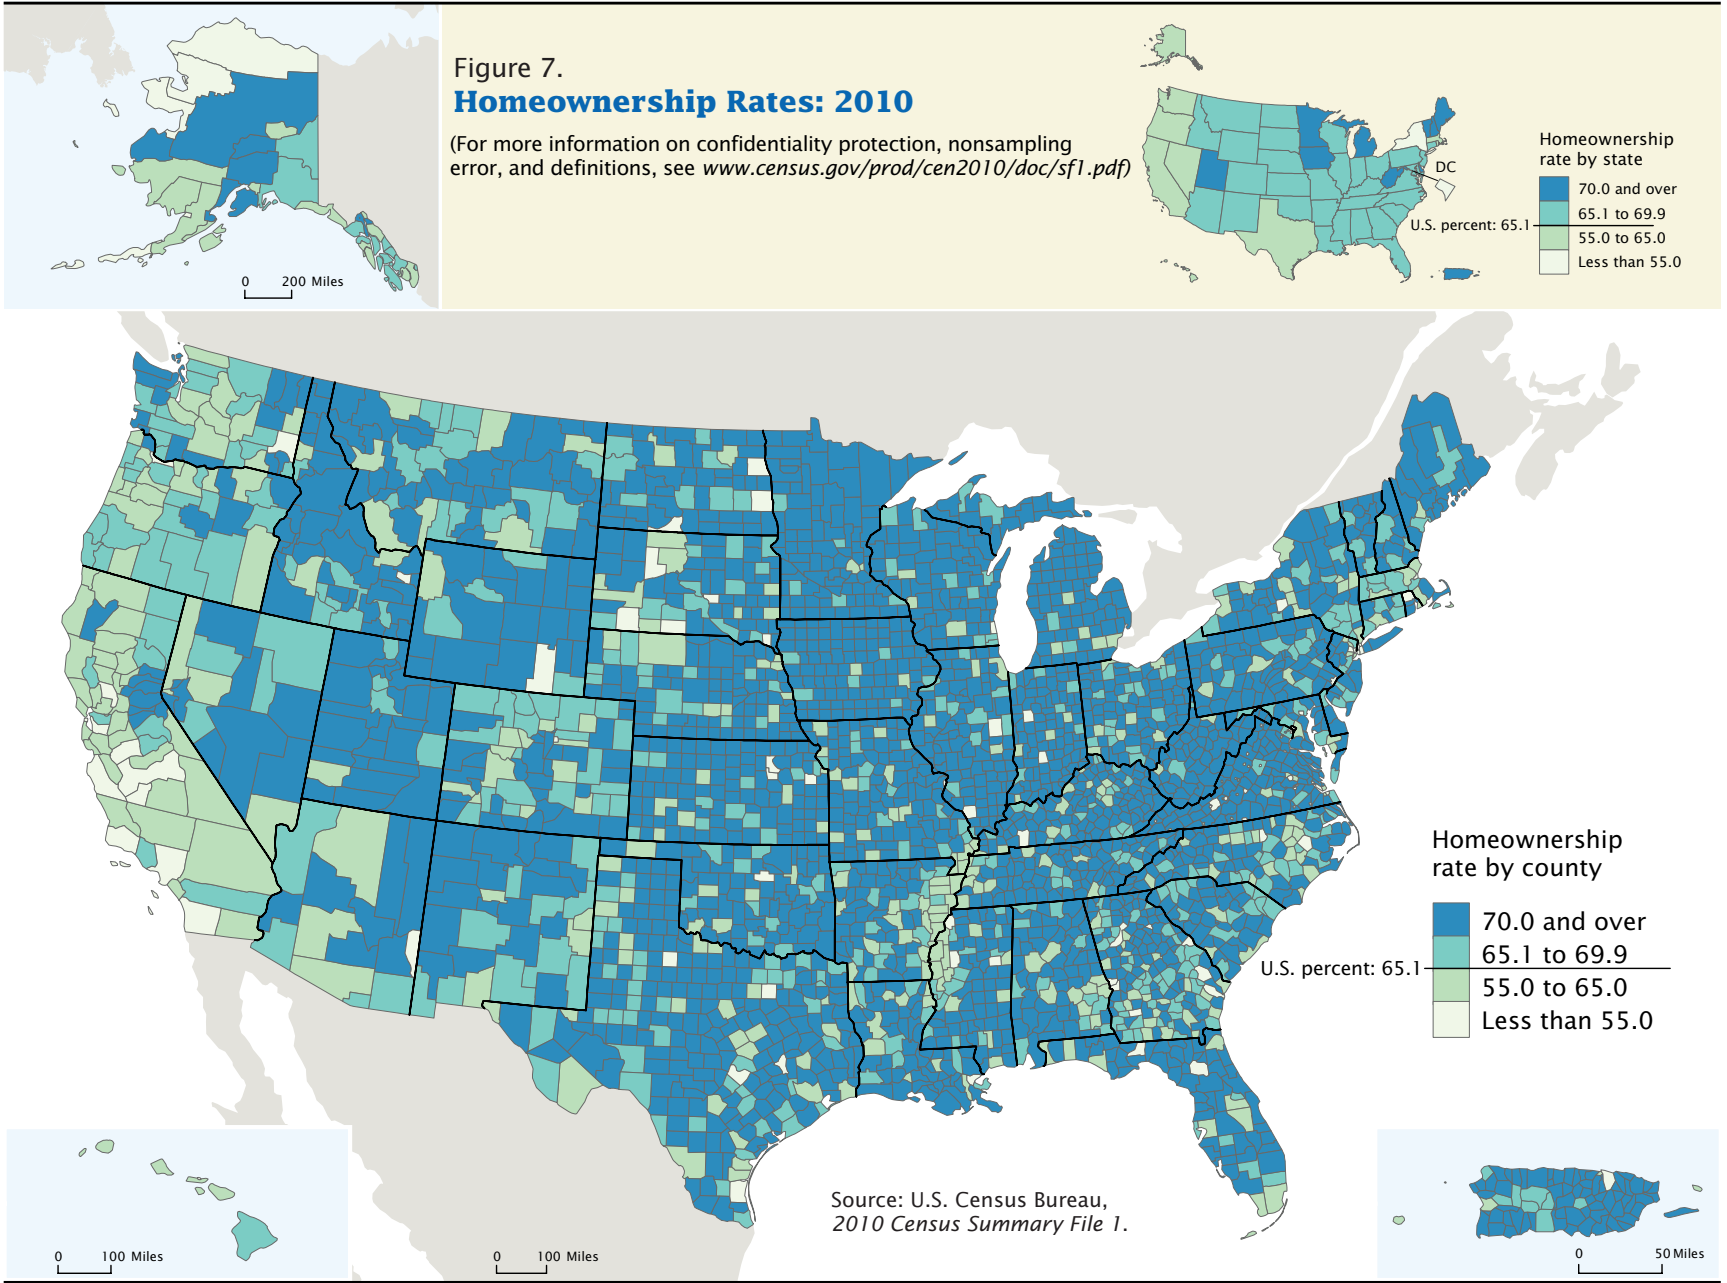 Figure 7.
Homeownership Rates: 2010
(For more information on confidentiality protection, nonsampling
error, and definitions, see www.census.gov/prod/cen2010/doc/sf1.pdf)
Homeownership
rate by state
DC
70.0 and over
65.1 to 69.9
U.S. percent: 65.1
55.0 to 65.0
Less than 55.0
0 200 Miles
Homeownership
rate by county
70.0 and over
65.1 to 69.9
U.S. percent: 65.1
55.0 to 65.0
Less than 55.0
Source: U.S. Census Bureau,
2010 Census Summary File 1.
0 100 Miles
0 100 Miles
0 50 Miles